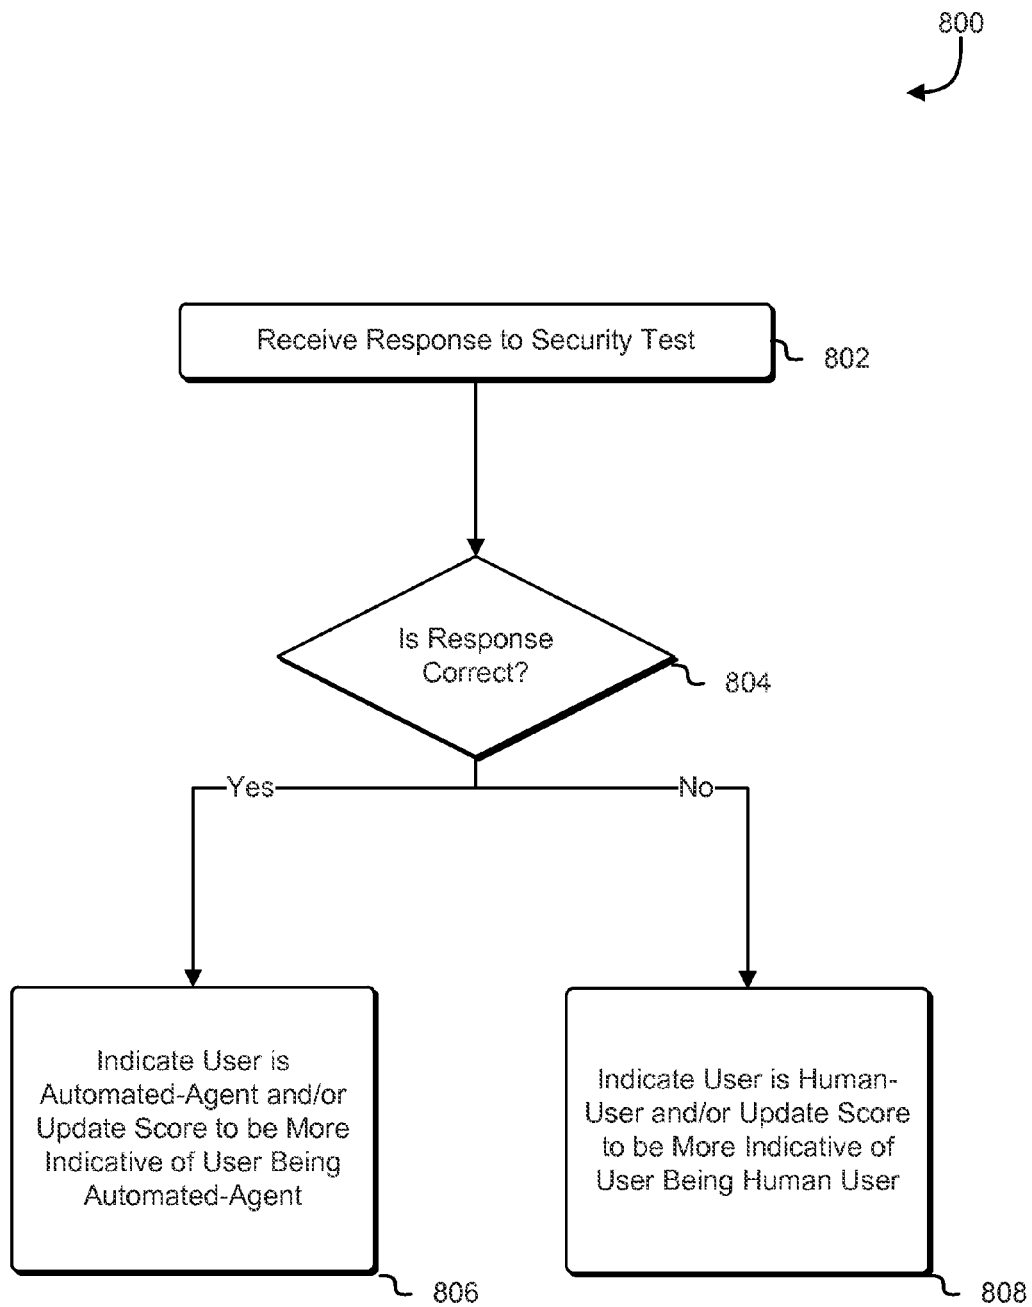 800
Receive Response to Security Test
802
Is Response
Correct?
804
Yes
No
Indicate User is
Automated-Agent and/or
Update Score to be More
Indicative of User Being
Automated-Agent
806
Indicate User is Human-
User and/or Update Score
to be More Indicative of
User Being Human User
808